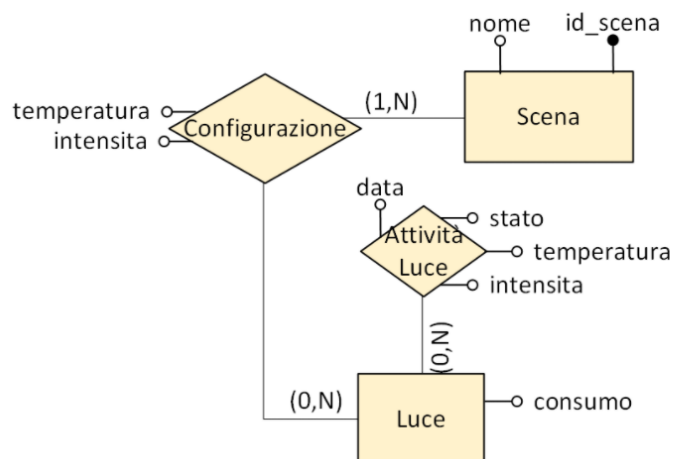 nome
id_scena
temperatura
intensita
Configurazione
(1,N)
Scena
data
stato
Attività
Luce
temperatura
intensita
(0,N)
(0,N)
Luce
consumo